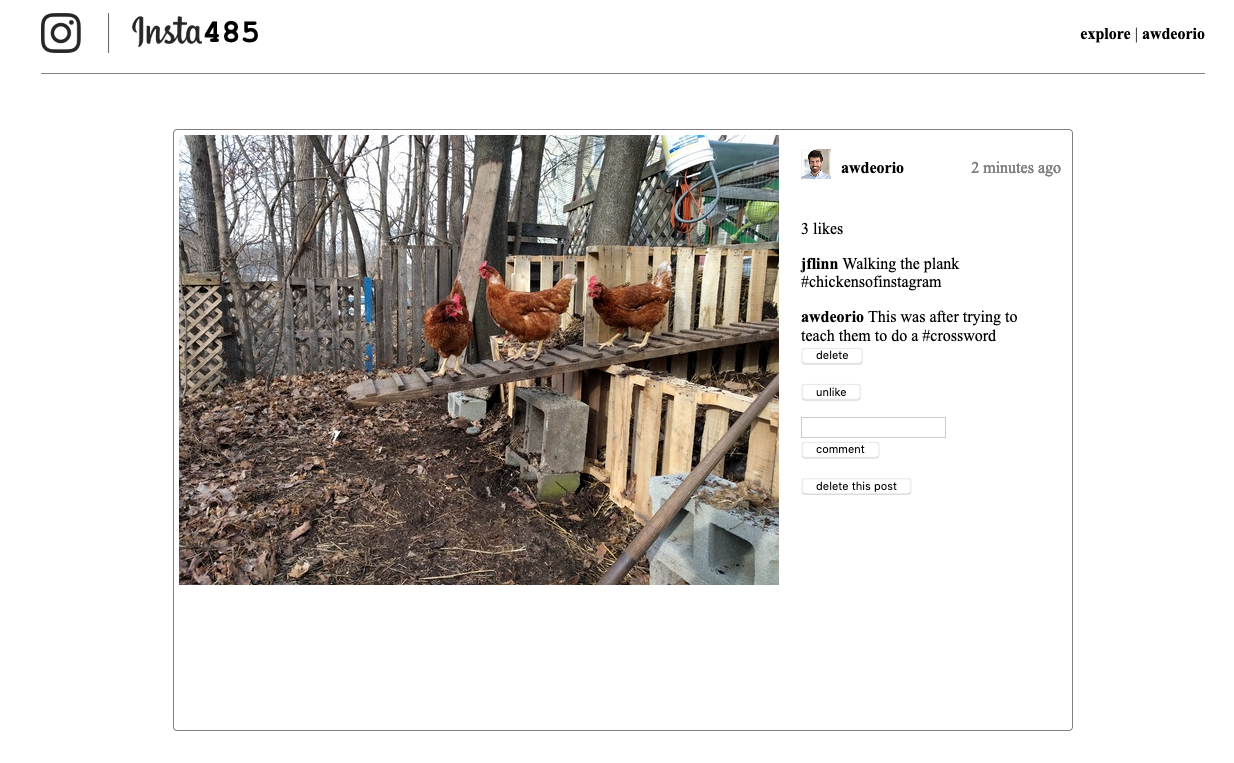 Insta485
explore | awdeorio
awdeorio
2 minutes ago
3 likes
jflinn Walking the plank
#chickensofinstagram
awdeorio This was after trying to
teach them to do a #crossword
delete
unlike
comment
delete this post